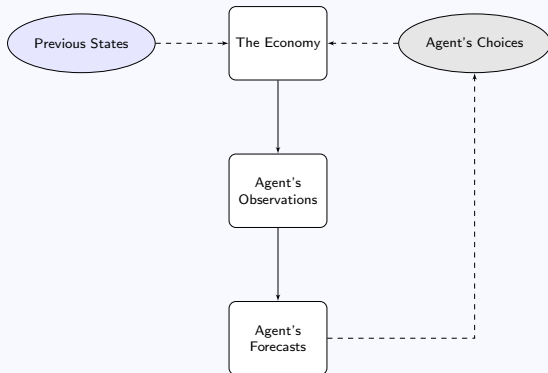 Previous States
The Economy
Agent's Choices
Agent's
Observations
Agent's
Forecasts